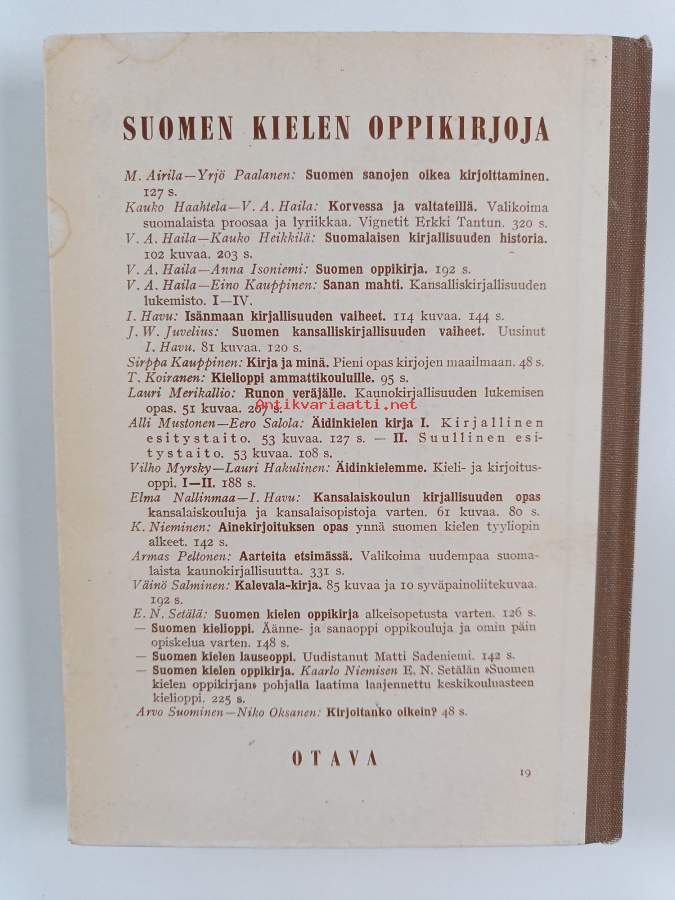 SUOMEN KIELEN OPPIKIRJOJA
M. Airila—Yrjö Paalanen: Suomen sanojen oikea kirjoittaminen.
127 s.
Kauko Haahtela—V. A. Haila: Korvessa ja valtateillä. Valikoima
suomalaista proosaa ja lyriikkaa. Vignetit Erkki Tantun. 320 s.
V. A. Haila—Kauko Heikkilä: Suomalaisen kirjallisuuden historia.
102 kuvaa. 203 s.
V. A. Haila—Anna Isoniemi: Suomen oppikirja. 192 s.
V. A. Haila—Eino Kauppinen: Sanan mahti. Kansalliskirjallisuuden
lukemisto. I—IV.
I. Havu: Isänmaan kirjallisuuden vaiheet. 114 kuvaa. 144 s.
J. W. Juvelius: Suomen kansalliskirjallisuuden vaiheet. Uusinut
I. Havu. 81 kuvaa. 120 s.
Sirppa Kauppinen: Kirja ja minä. Pieni opas kirjojen maailmaan. 48 s.
T. Koiranen: Kielioppi ammattikouluille. 95 s.
Lauri Merikallio: Runon veräjälle. Kaunokirjallisuuden lukemisen
opas. 51 kuvaa. 267 s.
Antikvariaatti.net
Alli Mustonen—Eero Salola: Äidinkielen kirja I. Kirjallinen
esitystaito. 53 kuvaa. 127 s. — II. Suullinen esi-
tystaito. 53 kuvaa. 108 s.
Vilho Myrsky—Lauri Hakulinen: Äidinkielemme. Kieli- ja kirjoitus-
oppi. I—II. 188 s.
Elma Nallinmaa—I. Havu: Kansalaiskoulun kirjallisuuden opas
kansalaiskouluja ja kansalaisopistoja varten. 61 kuvaa. 80 s.
K. Nieminen: Ainekirjoituksen opas ynnä suomen kielen tyyliopin
alkeet. 142 s.
Armas Peltonen: Aarteita etsimässä. Valikoima uudempaa suoma-
laista kaunokirjallisuutta. 331 s.
Väinö Salminen: Kalevala-kirja. 85 kuvaa ja 10 syväpainoliitekuvaa.
192 s.
E. N. Setälä: Suomen kielen oppikirja alkeisopetusta varten. 126 s.
— Suomen kielioppi. Äänne- ja sanaoppi oppikouluja ja omin päin
opiskelua varten. 148 s.
— Suomen kielen lauseoppi. Uudistanut Matti Sadeniemi. 142 s.
— Suomen kielen oppikirja. Kaarlo Niemisen E. N. Setälän »Suomen
kielen oppikirjan» pohjalla laatima laajennettu keskikouluasteen
kielioppi. 225 s.
Arvo Suominen—Niko Oksanen: Kirjoitanko oikein? 48 s.
OTAVA
19